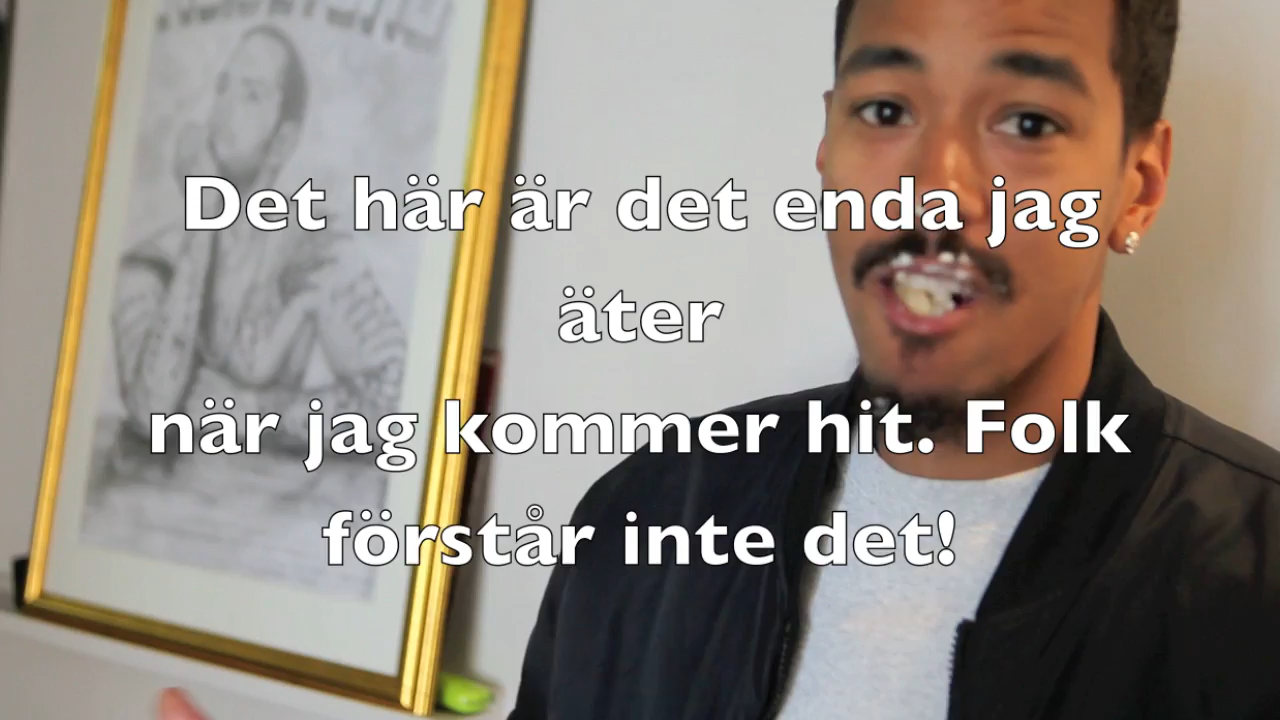 Det här är det enda jag
äter
när jag kommer hit. Folk
förstår inte det!